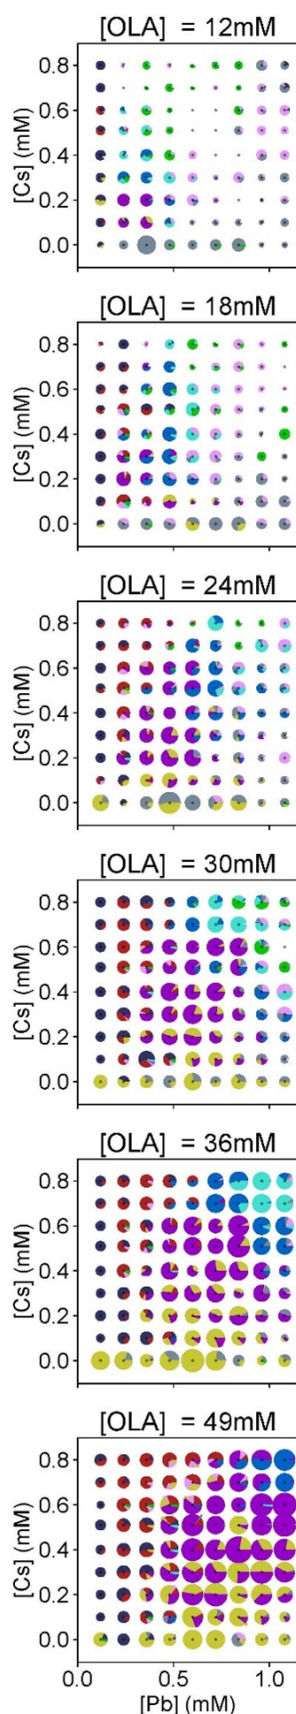 [OLA] = 12mM
0.8
0.6
0.4
0.2
0.0
[Cs] (mM)
[OLA] = 18mM
0.8
0.6
0.4
0.2
0.0
[Cs] (mM)
[OLA] = 24mM
0.8
0.6
0.4
0.2
0.0
[Cs] (mM)
[OLA] = 30mM
0.8
0.6
0.4
0.2
0.0
[Cs] (mM)
[OLA] = 36mM
0.8
0.6
0.4
0.2
0.0
[Cs] (mM)
[OLA] = 49mM
0.8
0.6
0.4
0.2
0.0
[Cs] (mM)
0.0 0.5 1.0
[Pb] (mM)